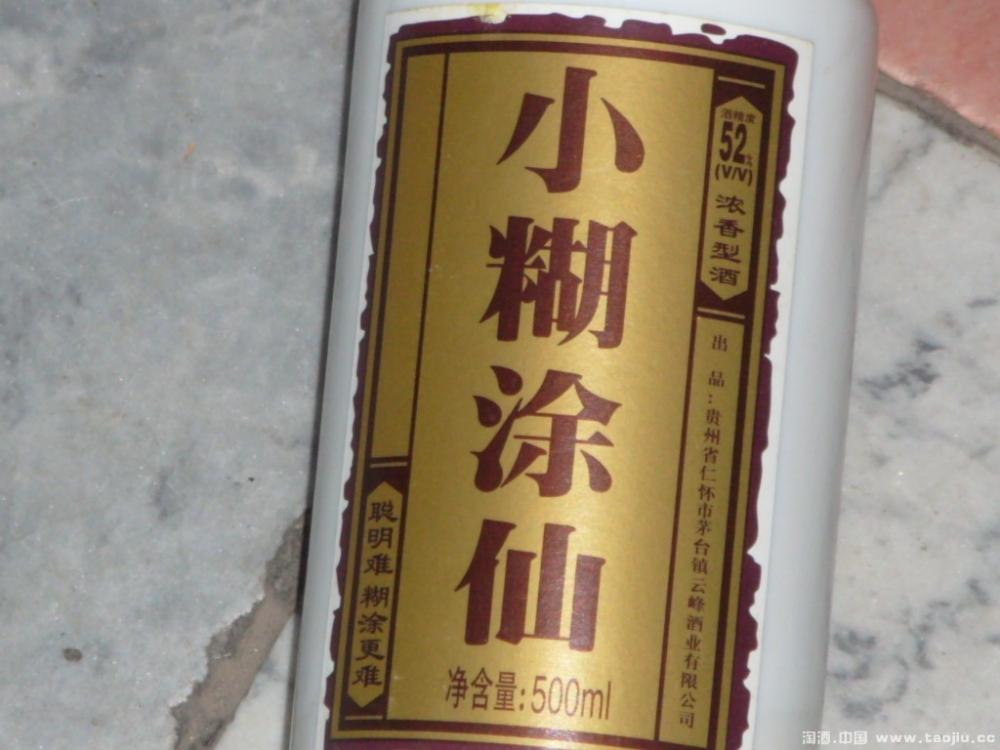 小糊涂仙
酒精度
52%
(V/V)
浓香型酒
出品：贵州省仁怀市茅台镇云峰酒业有限公司
聪明难 糊涂更难
净含量：500ml
淘酒.中国 www.taojiu.cc